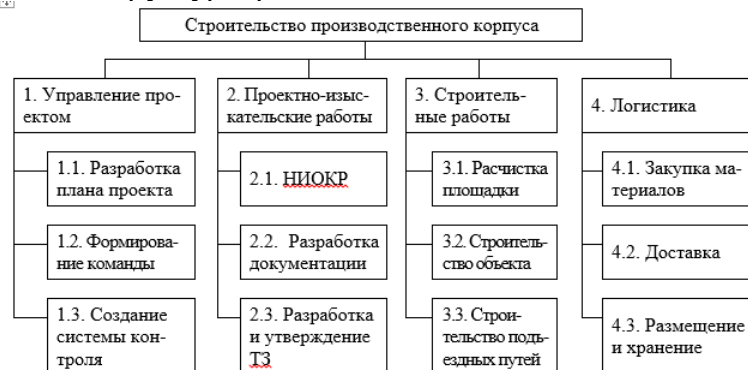 Строительство производственного корпуса
1. Управление про-
ектом
2. Проектно-изыс-
кательские работы
3. Строитель-
ные работы
4. Логистика
1.1. Разработка
плана проекта
2.1. НИОКР
3.1. Расчистка
площадки
4.1. Закупка ма-
териалов
1.2. Формирова-
ние команды
2.2. Разработка
документации
3.2. Строитель-
ство объекта
4.2. Доставка
1.3. Создание
системы кон-
троля
2.3. Разработка
и утверждение
ТЗ
3.3. Строи-
тельство подъ-
ездных путей
4.3. Размещение
и хранение